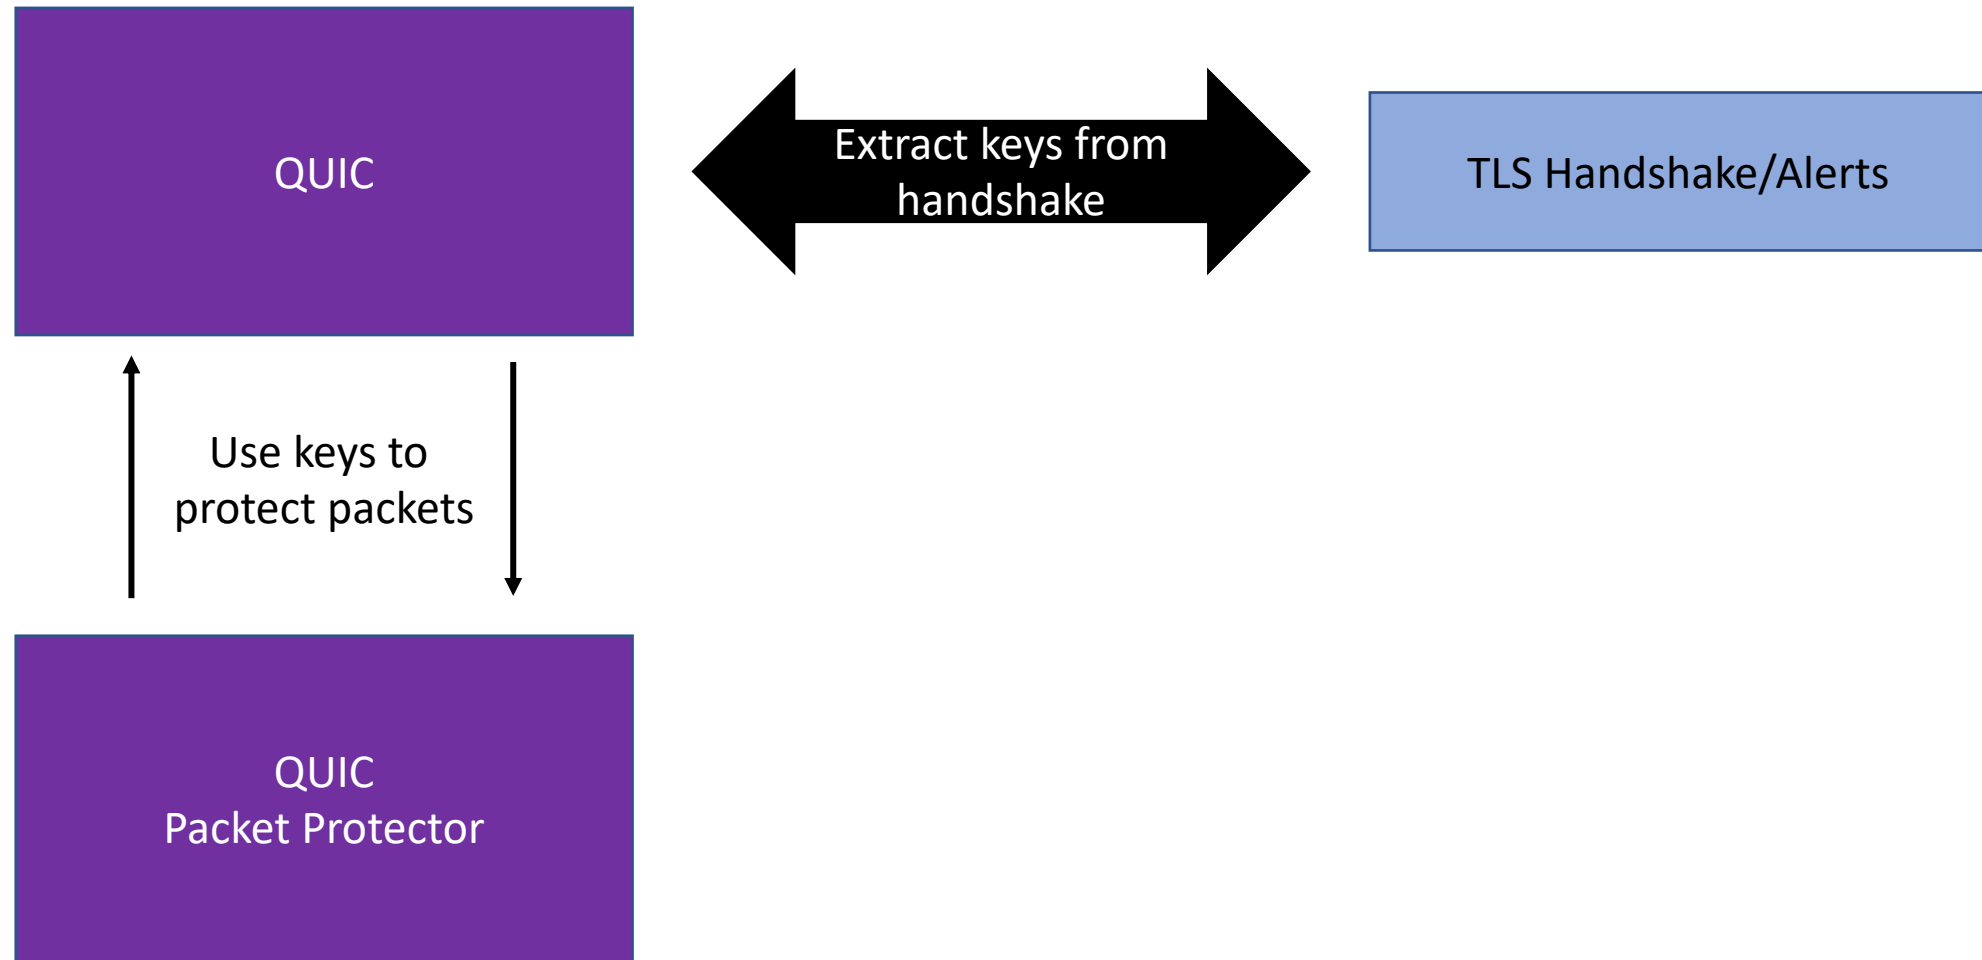 QUIC
Extract keys from
handshake
TLS Handshake/Alerts
Use keys to
protect packets
QUIC
Packet Protector